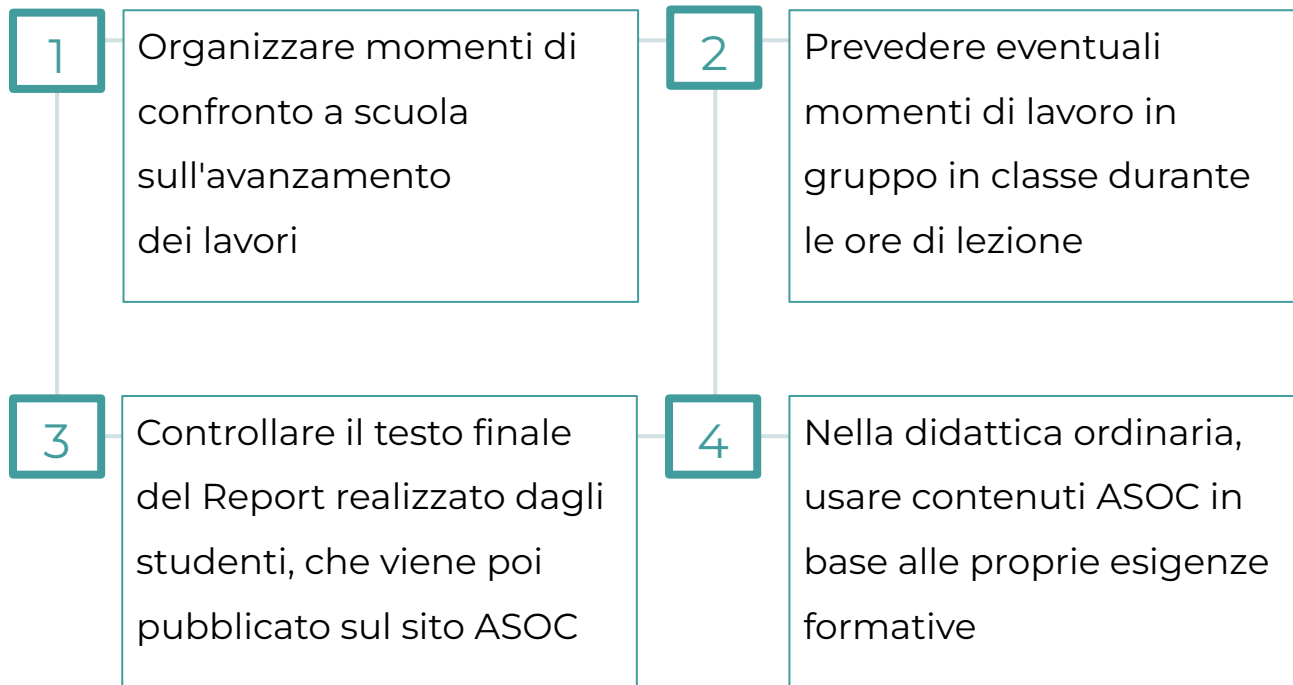 1
Organizzare momenti di
confronto a scuola
sull'avanzamento
dei lavori
2
Prevedere eventuali
momenti di lavoro in
gruppo in classe durante
le ore di lezione
3
Controllare il testo finale
del Report realizzato dagli
studenti, che viene poi
pubblicato sul sito ASOC
4
Nella didattica ordinaria,
usare contenuti ASOC in
base alle proprie esigenze
formative